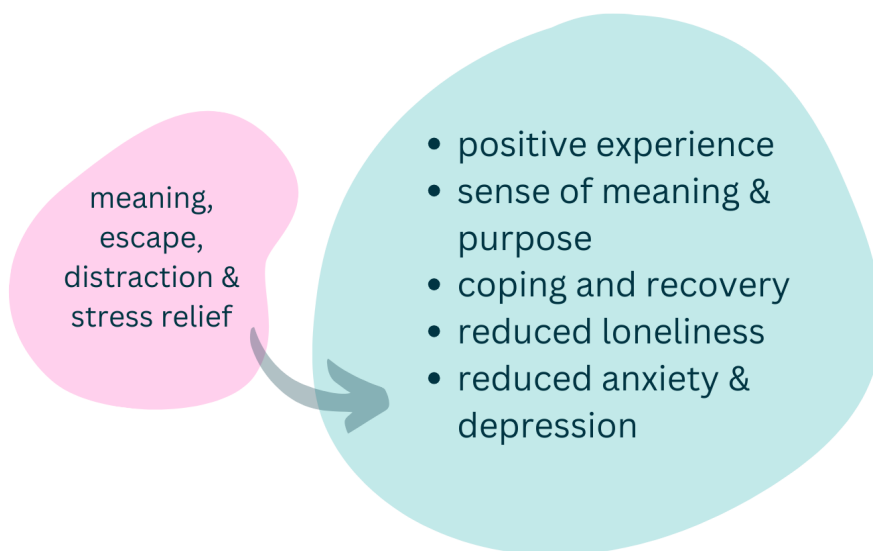 meaning,
escape,
distraction &
stress relief
• positive experience
• sense of meaning &
purpose
• coping and recovery
• reduced loneliness
• reduced anxiety &
depression